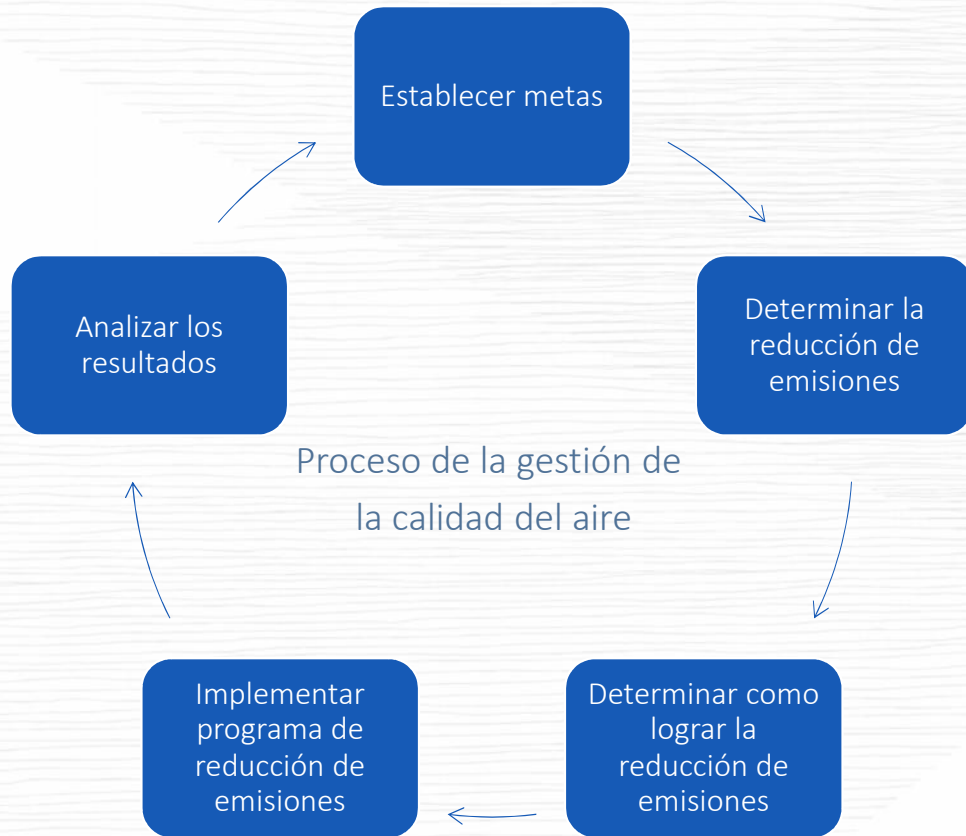 Establecer metas
Determinar la
reducción de
emisiones
Determinar como
lograr la
reducción de
emisiones
Implementar
programa de
reducción de
emisiones
Analizar los
resultados
Proceso de la gestión de
la calidad del aire